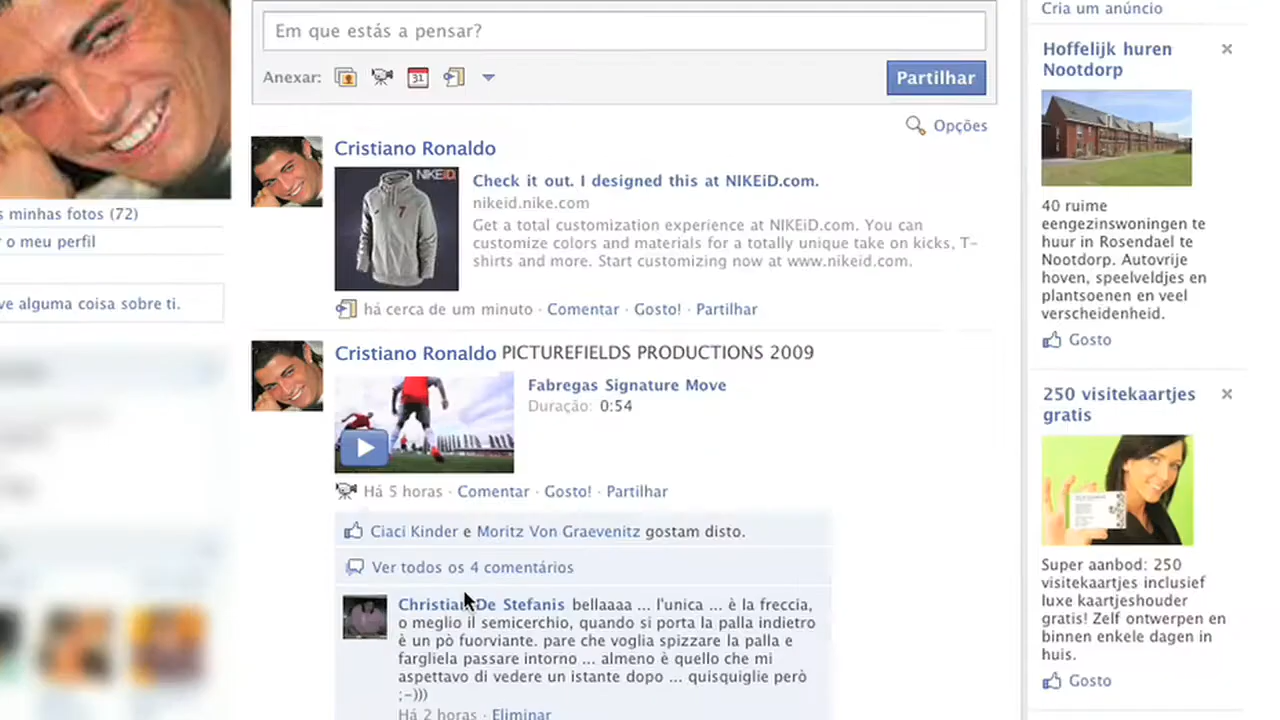 s minhas fotos (72)
r o meu perfil
ve alguma coisa sobre ti.
Em que estás a pensar?
Anexar:
31
Partilhar
Opções
Cristiano Ronaldo
NIKEiD
7
Check it out. I designed this at NIKEiD.com.
nikeid.nike.com
Get a total customization experience at NIKEiD.com. You can
customize colors and materials for a totally unique take on kicks, T-
shirts and more. Start customizing now at www.nikeid.com.
há cerca de um minuto · Comentar · Gosto! · Partilhar
Cristiano Ronaldo PICTUREFIELDS PRODUCTIONS 2009
Fabregas Signature Move
Duração: 0:54
Há 5 horas · Comentar · Gosto! · Partilhar
Ciaci Kinder e Moritz Von Graevenitz gostam disto.
Ver todos os 4 comentários
Christian De Stefanis bellaaaa ... l'unica ... è la freccia,
o meglio il semicerchio, quando si porta la palla indietro
è un pò fuorviante. pare che voglia spizzare la palla e
fargliela passare intorno ... almeno è quello che mi
aspettavo di vedere un istante dopo ... quisquiglie però
;-)))
Há 2 horas · Eliminar
Cria um anúncio
Hoffelijk huren
Nootdorp
40 ruime
eengezinswoningen te
huur in Rosendael te
Nootdorp. Autovrije
hoven, speelveldjes en
plantsoenen en veel
verscheidenheid.
Gosto
250 visitekaartjes
gratis
Super aanbod: 250
visitekaartjes inclusief
luxe kaartjeshouder
gratis! Zelf ontwerpen en
binnen enkele dagen in
huis.
Gosto